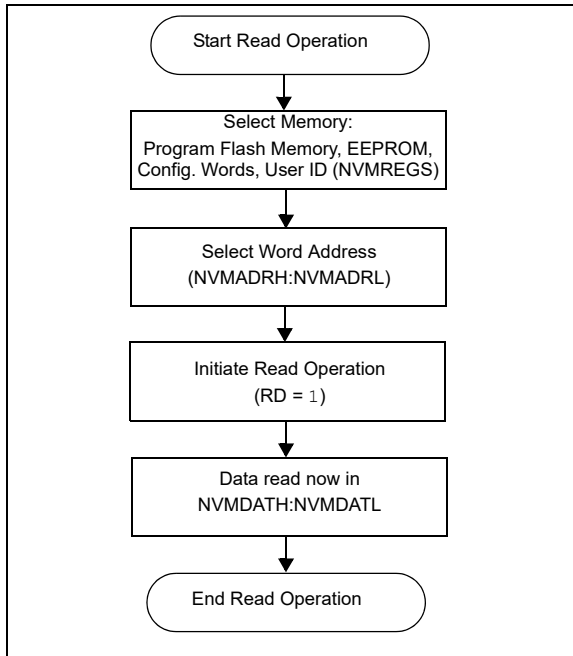 Start Read Operation
Select Memory:
Program Flash Memory, EEPROM,
Config. Words, User ID (NVMREGS)
Select Word Address
(NVMADRH:NVMADRL)
Initiate Read Operation
(RD = 1)
Data read now in
NVMDATH:NVMDATL
End Read Operation